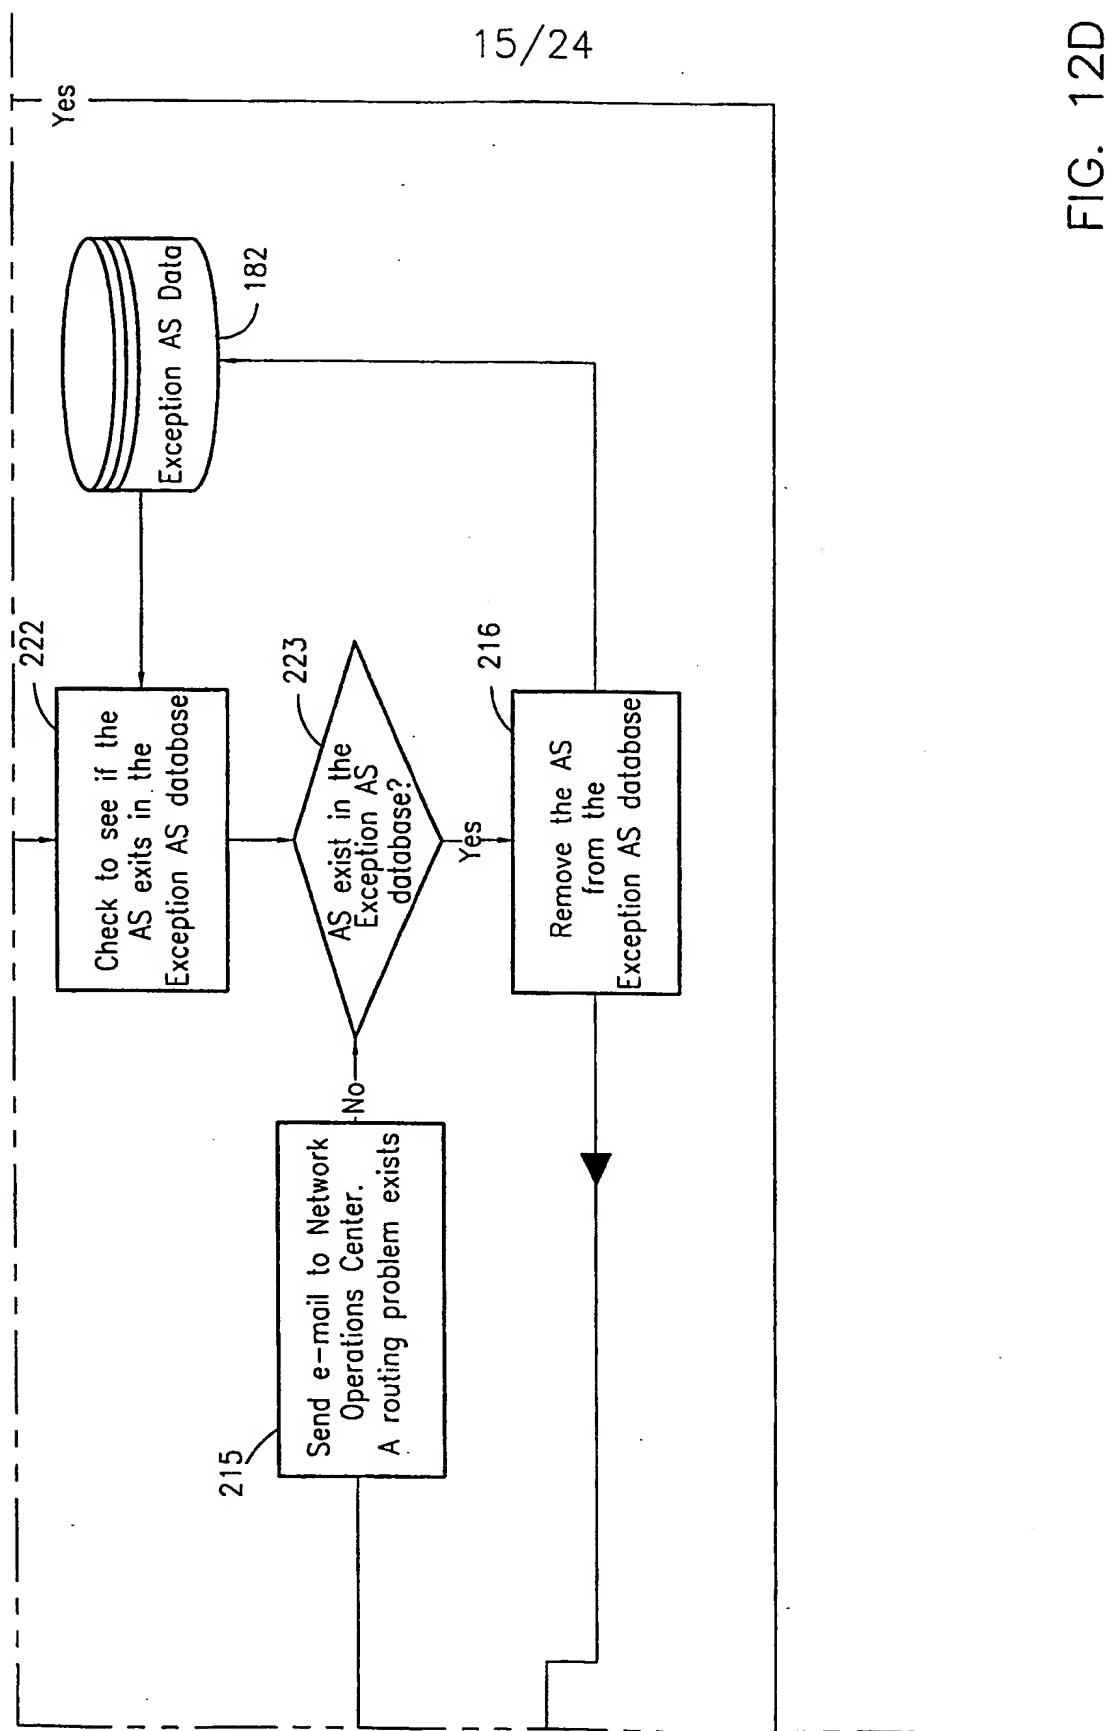 15/24
Yes
Exception AS Data
182
222
Check to see if the
AS exits in the
Exception AS database
223
AS exist in the
Exception AS
database?
Yes
No
215
Send e-mail to Network
Operations Center.
A routing problem exists
216
Remove the AS
from the
Exception AS database
FIG. 12D